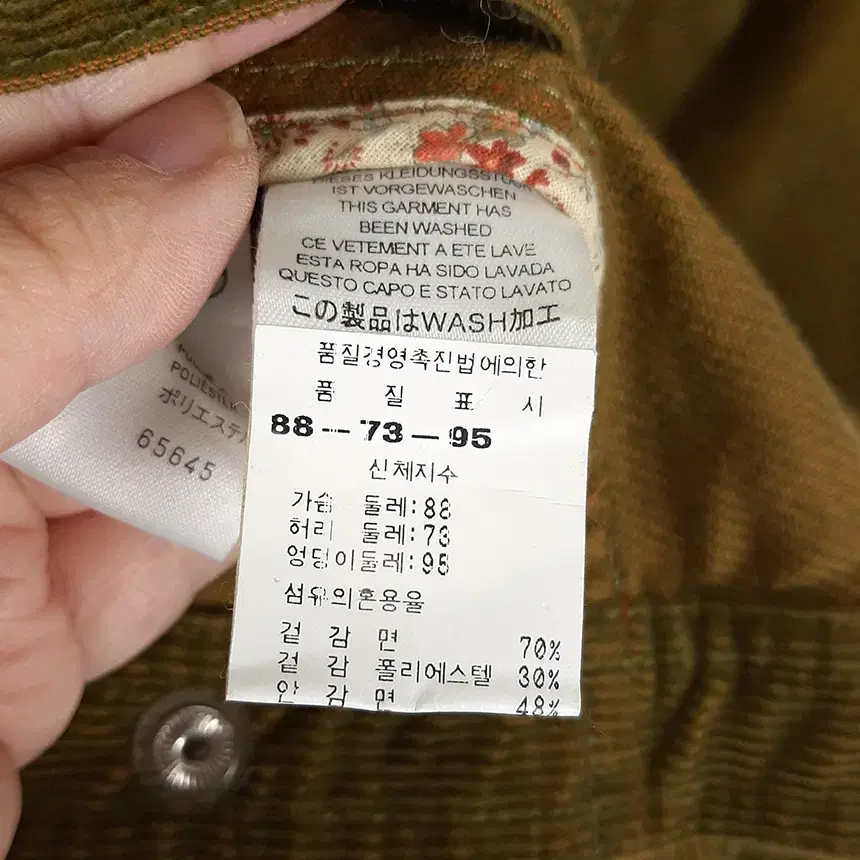 DIESES KLEIDUNGSSTÜCK
IST VORGEWASCHEN
THIS GARMENT HAS
BEEN WASHED
CE VETEMENT A ETE LAVE
ESTA ROPA HA SIDO LAVADA
QUESTO CAPO E STATO LAVATO
この製品はWASH加工
POLIESTER
ポリエステル
65645
품질경영촉진법에의한
품 질 표 시
88-73-95
신체지수
가슴 둘레:88
허리 둘레:73
엉덩이둘레:95
섬유의혼용율
겉 감 면 70%
겉 감 폴리에스텔 30%
안 감 면 48%